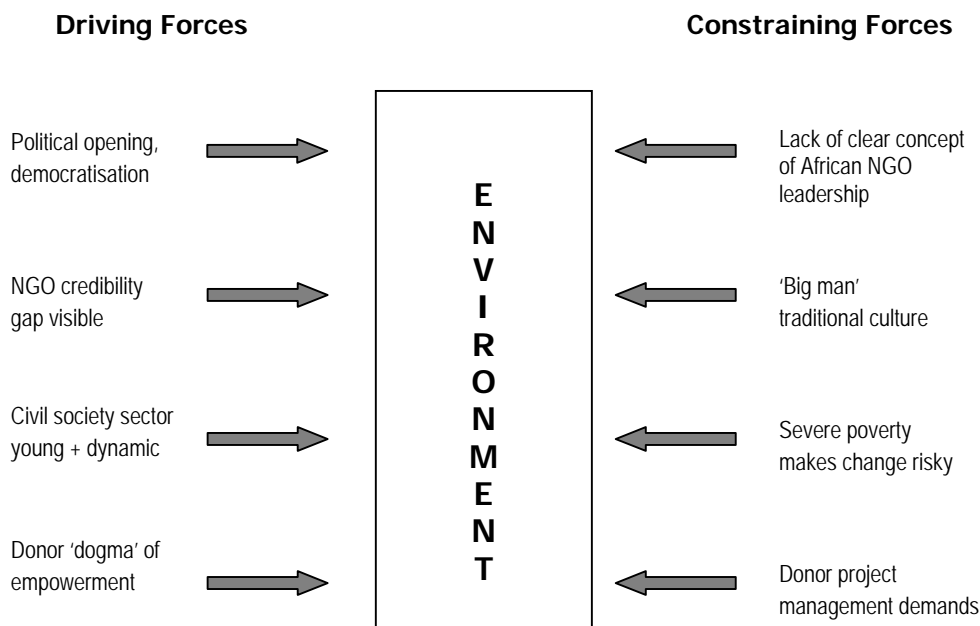 Driving Forces
Constraining Forces
Political opening,
democratisation
NGO credibility
gap visible
Civil society sector
young + dynamic
Donor ‘dogma’ of
empowerment
E
N
V
I
R
O
N
M
E
N
T
Lack of clear concept
of African NGO
leadership
‘Big man’
traditional culture
Severe poverty
makes change risky
Donor project
management demands